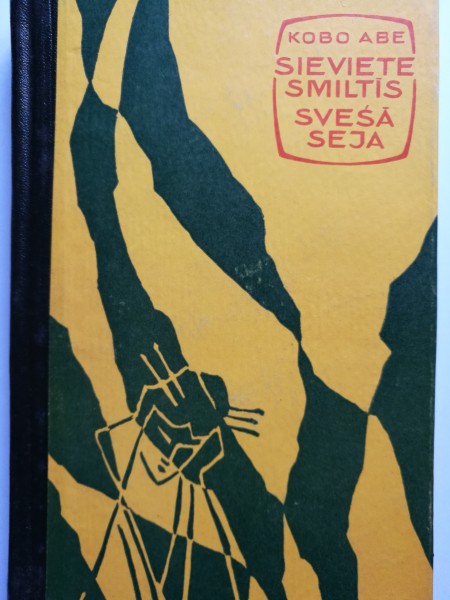 KOBO ABE
SIEVIETE
SMILTĪS
SVEŠĀ
SEJA